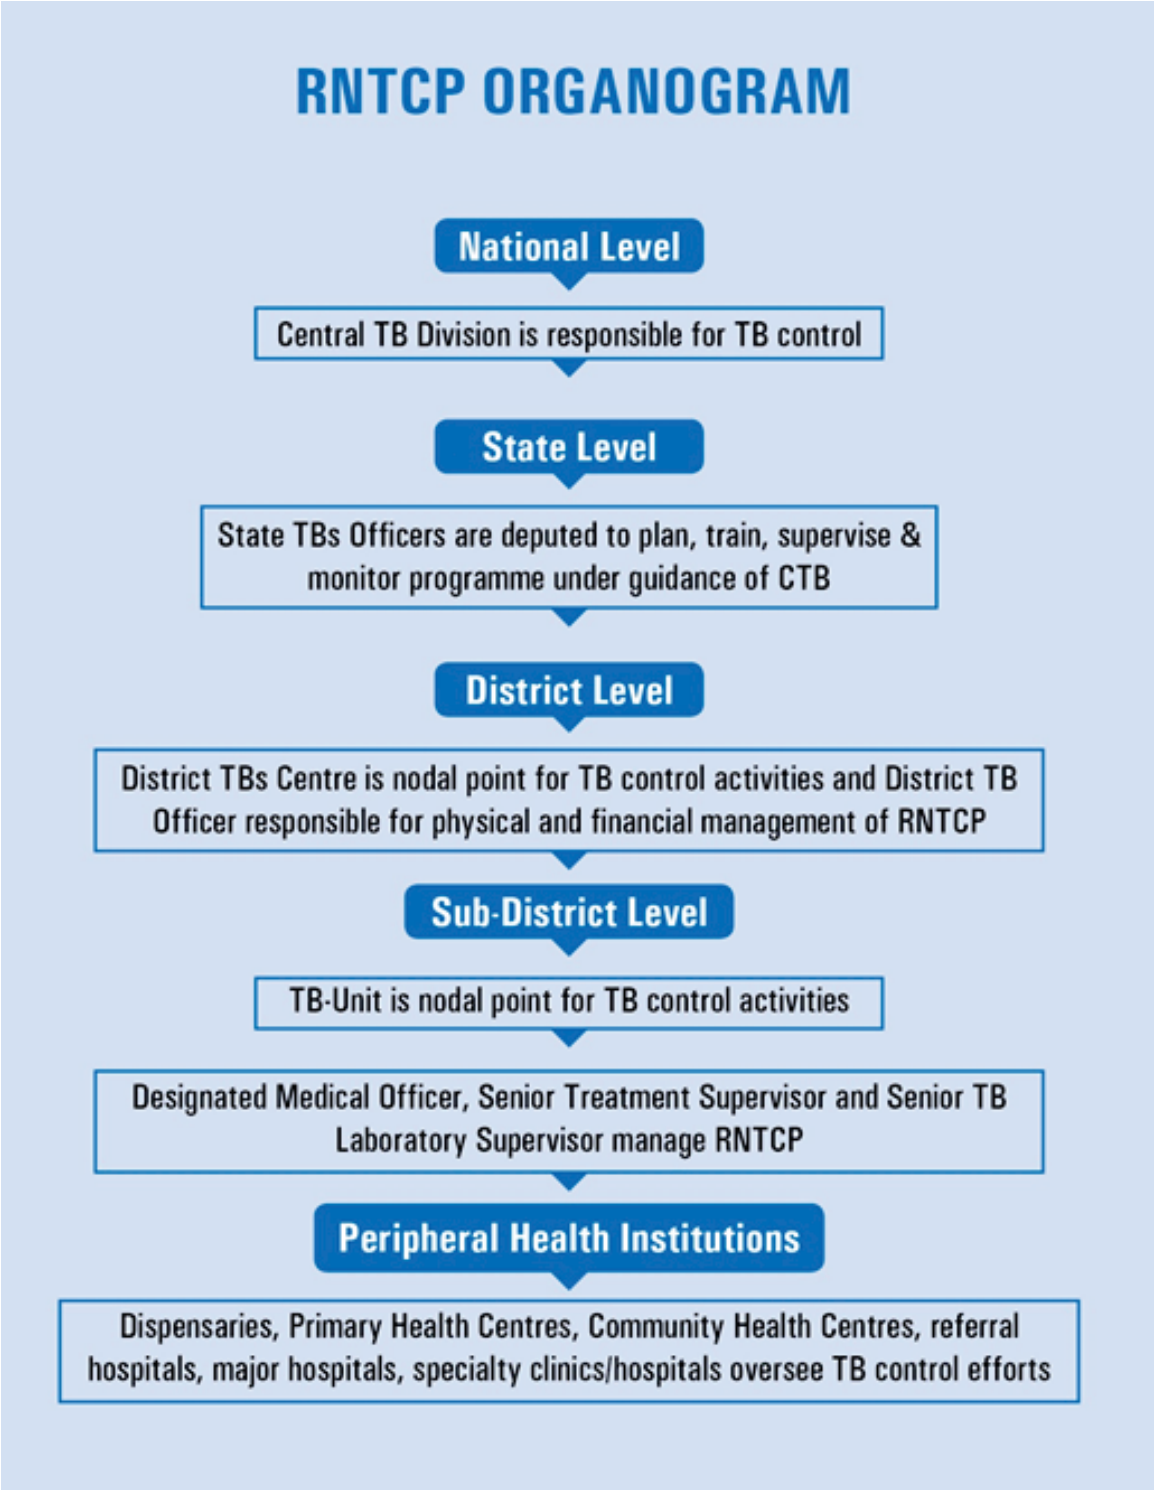 RNTCP ORGANOGRAM
National Level
Central TB Division is responsible for TB control
State Level
State TBs Officers are deputed to plan, train, supervise &
monitor programme under guidance of CTB
District Level
District TBs Centre is nodal point for TB control activities and District TB
Officer responsible for physical and financial management of RNTCP
Sub-District Level
TB-Unit is nodal point for TB control activities
Designated Medical Officer, Senior Treatment Supervisor and Senior TB
Laboratory Supervisor manage RNTCP
Peripheral Health Institutions
Dispensaries, Primary Health Centres, Community Health Centres, referral
hospitals, major hospitals, specialty clinics/hospitals oversee TB control efforts